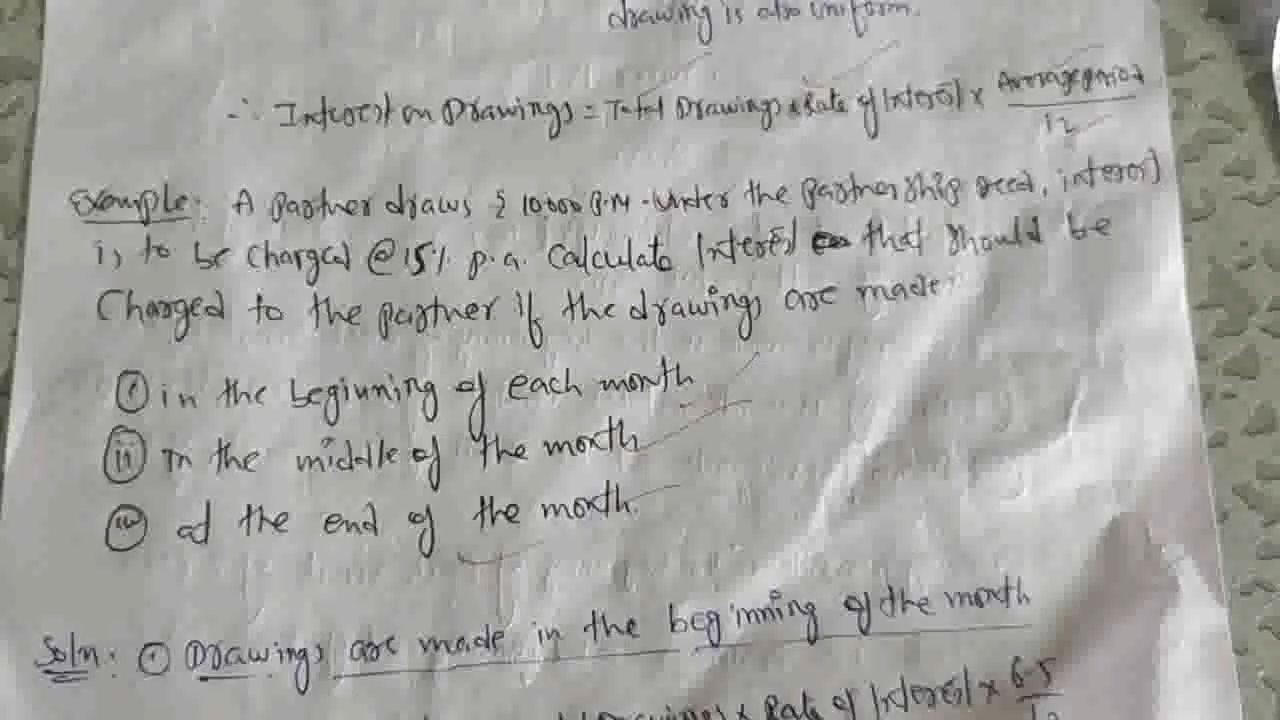 drawing is also uniform.
∴ Interest on Drawings = Total Drawings x Rate of Interest x Average period / 12
Example: A partner draws ₹ 10000 P.M. Under the partnership deed, interest
is to be charged @ 15% p.a. Calculate Interest that should be
Charged to the partner if the drawings are made:
(i) in the beginning of each month
(ii) in the middle of the month
(iii) at the end of the month.
Soln: (i) Drawings are made in the beginning of the month
Drawings x Rate of Interest x 6.5 / 12